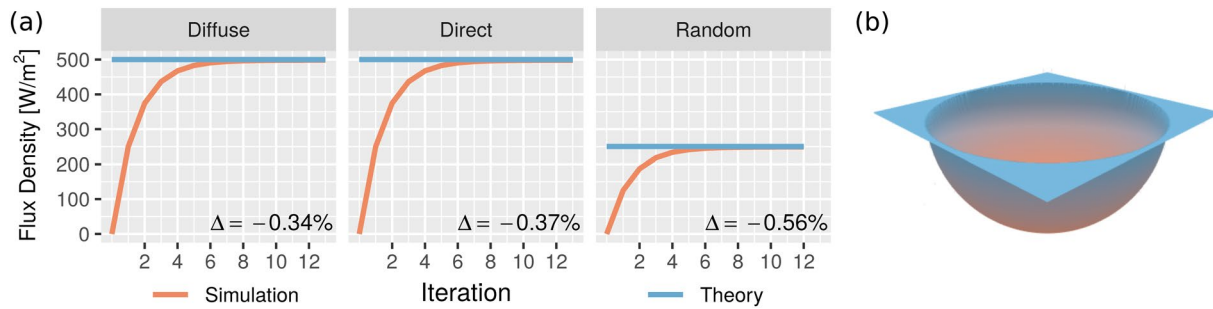 (a)
Diffuse
Direct
Random
(b)
Flux Density [W/m²]
500
400
300
200
100
0
Δ = −0.34%
Δ = −0.37%
Δ = −0.56%
2 4 6 8 10 12
2 4 6 8 10 12
2 4 6 8 10 12
Simulation
Iteration
Theory